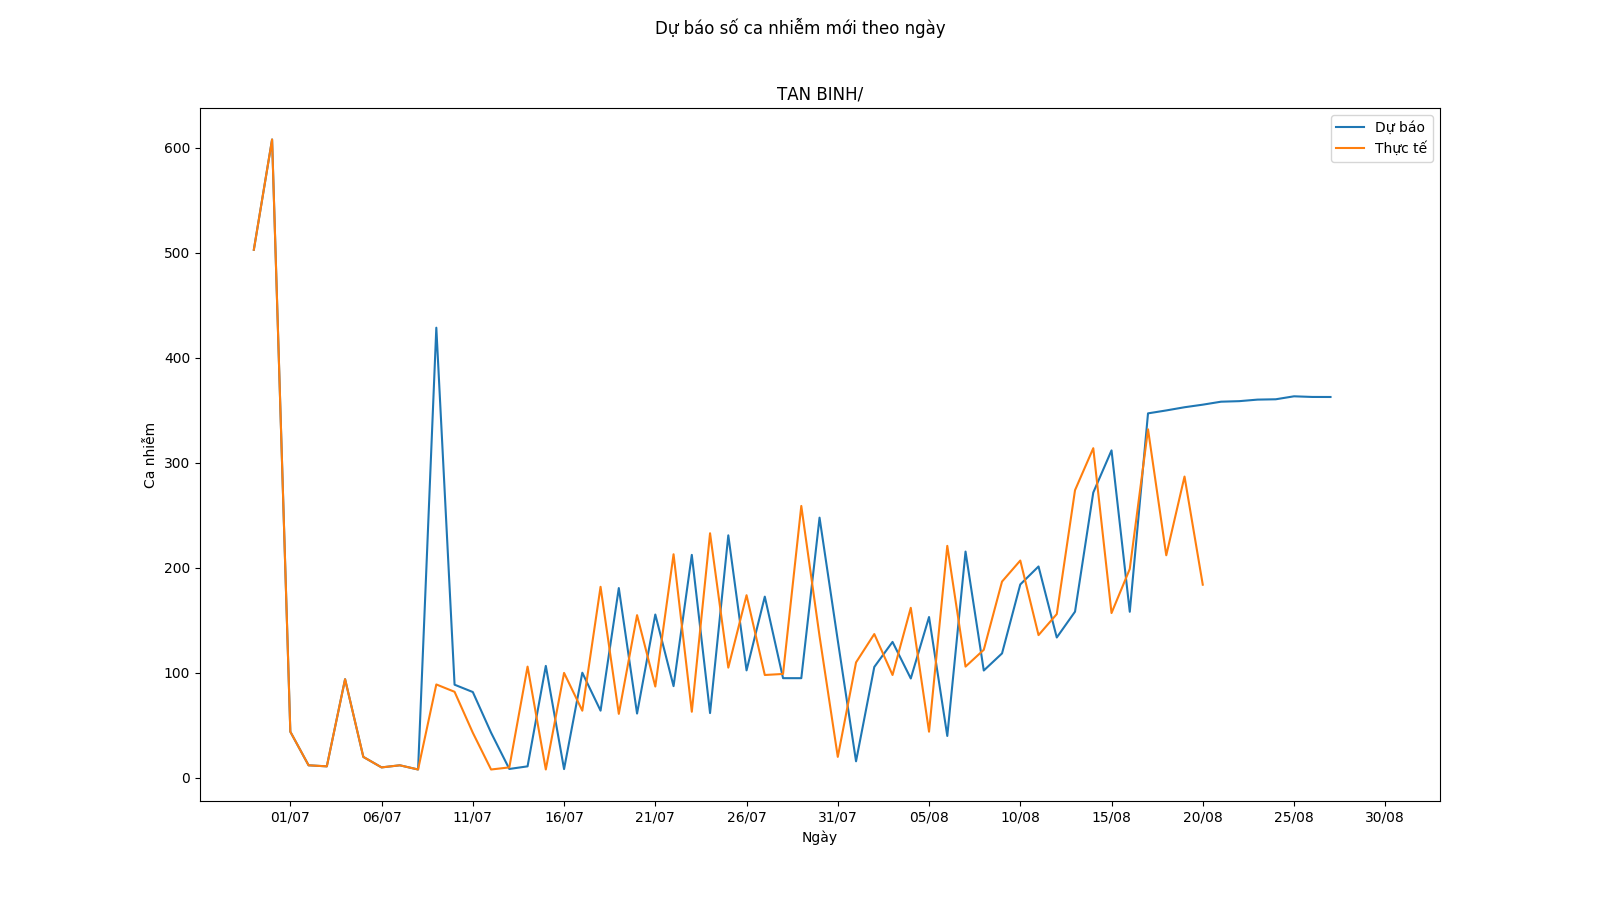 Dự báo số ca nhiễm mới theo ngày
TAN BINH/
Dự báo
Thực tế
600
500
400
300
200
100
0
Ca nhiễm
01/07 06/07 11/07 16/07 21/07 26/07 31/07 05/08 10/08 15/08 20/08 25/08 30/08
Ngày